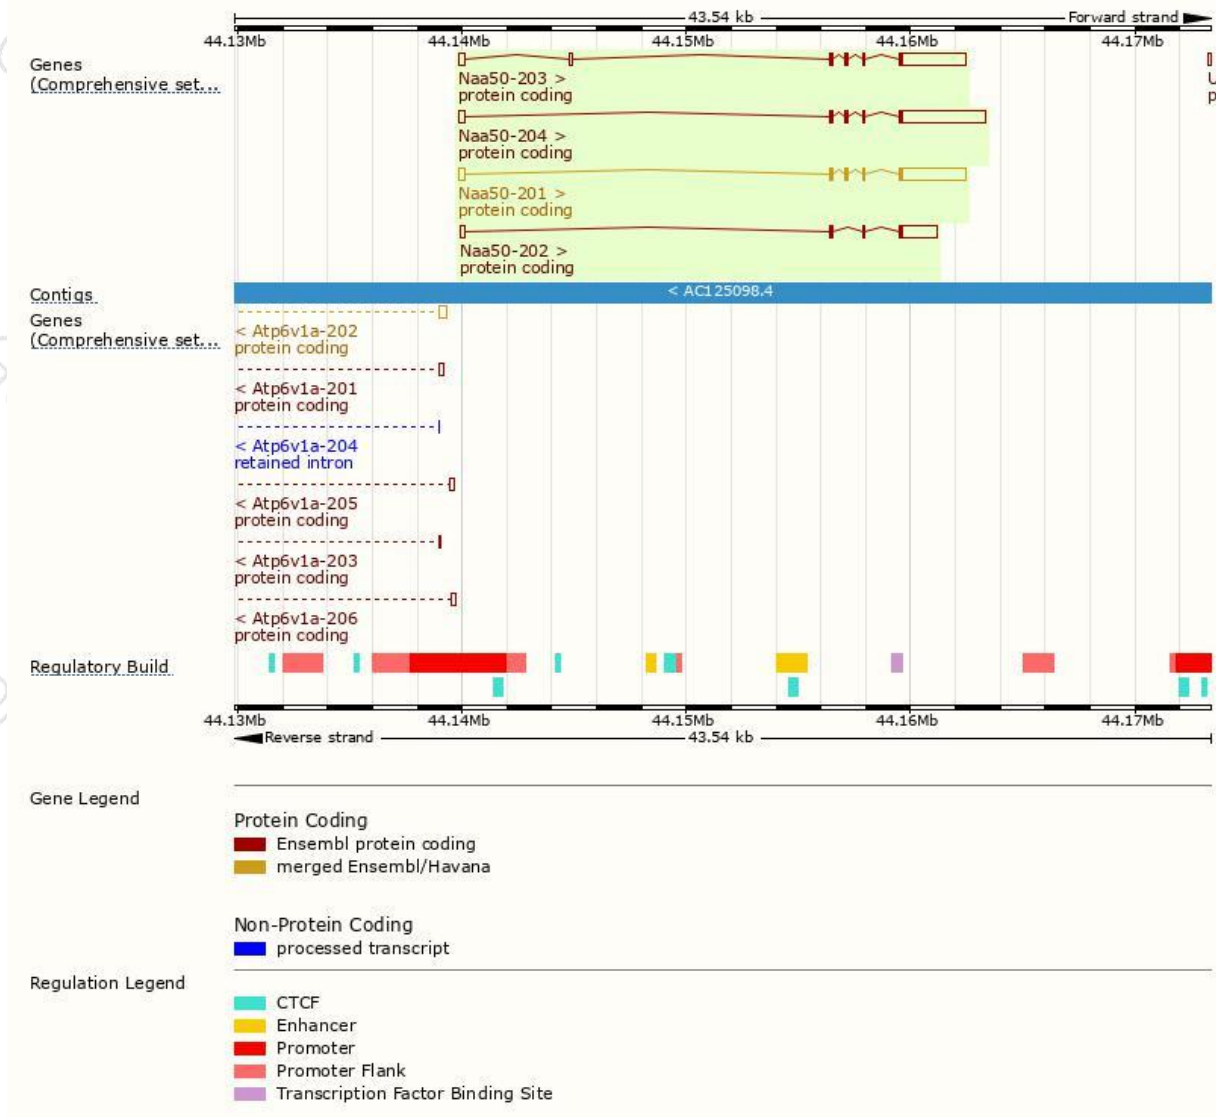 43.54 kb Forward strand
44.13Mb 44.14Mb 44.15Mb 44.16Mb 44.17Mb
Genes
(Comprehensive set...
Naa50-203 >
protein coding
U
p
Naa50-204 >
protein coding
Naa50-201 >
protein coding
Naa50-202 >
protein coding
Contigs
< AC125098.4
Genes
(Comprehensive set...
< Atp6v1a-202
protein coding
< Atp6v1a-201
protein coding
< Atp6v1a-204
retained intron
< Atp6v1a-205
protein coding
< Atp6v1a-203
protein coding
< Atp6v1a-206
protein coding
Regulatory Build
44.13Mb 44.14Mb 44.15Mb 44.16Mb 44.17Mb
Reverse strand 43.54 kb
Gene Legend
Protein Coding
Ensembl protein coding
merged Ensembl/Havana
Non-Protein Coding
processed transcript
Regulation Legend
CTCF
Enhancer
Promoter
Promoter Flank
Transcription Factor Binding Site